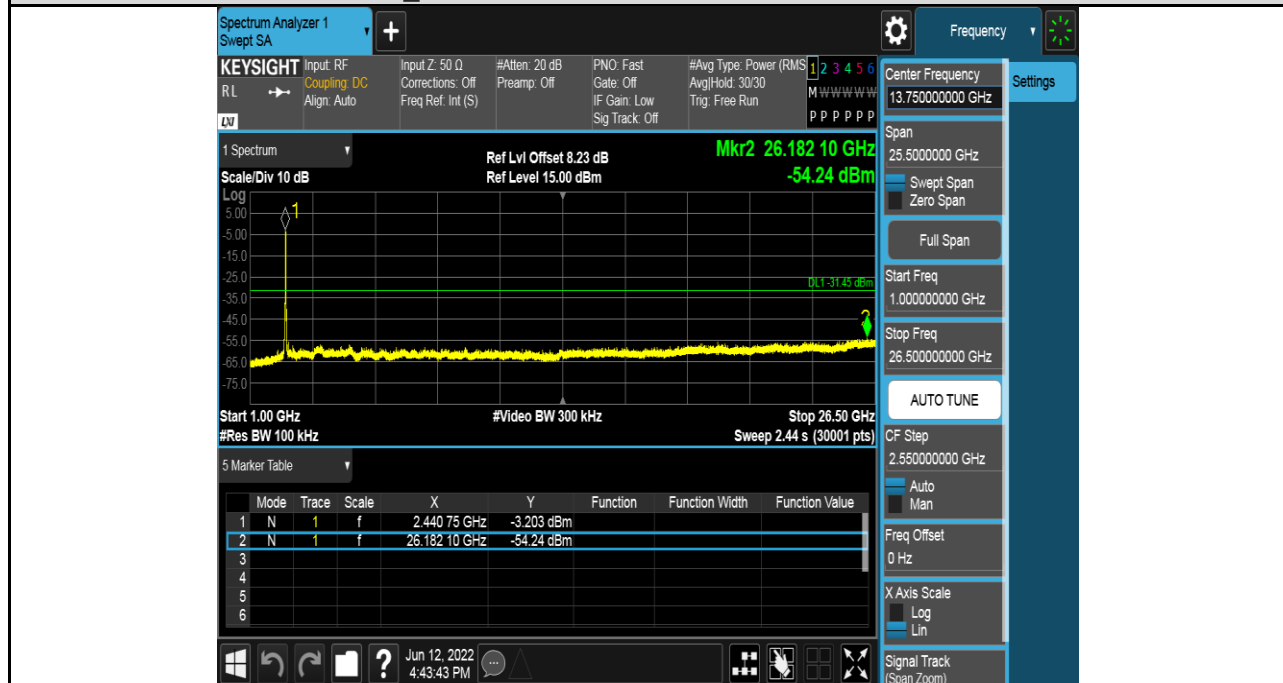 Spectrum Analyzer 1
Swept SA
+
Frequency
KEYSIGHT
RL
LXI
Input: RF
Coupling: DC
Align: Auto
Input Z: 50 Ω
Corrections: Off
Freq Ref: Int (S)
#Atten: 20 dB
Preamp: Off
PNO: Fast
Gate: Off
IF Gain: Low
Sig Track: Off
#Avg Type: Power (RMS
Avg|Hold: 30/30
Trig: Free Run
1 2 3 4 5 6
M W W W W W
P P P P P P
Center Frequency
13.750000000 GHz
Settings
Span
25.5000000 GHz
Swept Span
Zero Span
Full Span
Start Freq
1.000000000 GHz
Stop Freq
26.50000000 GHz
AUTO TUNE
CF Step
2.550000000 GHz
Auto
Man
Freq Offset
0 Hz
X Axis Scale
Log
Lin
Signal Track
(Span Zoom)
1 Spectrum
Scale/Div 10 dB
Ref Lvl Offset 8.23 dB
Ref Level 15.00 dBm
Mkr2 26.182 10 GHz
-54.24 dBm
Log
5.00
-5.00
-15.0
-25.0
-35.0
-45.0
-55.0
-65.0
-75.0
1
DL1 -31.45 dBm
2
Start 1.00 GHz
#Video BW 300 kHz
Stop 26.50 GHz
#Res BW 100 kHz
Sweep 2.44 s (30001 pts)
5 Marker Table
Mode Trace Scale X Y Function Function Width Function Value
1 N 1 f 2.440 75 GHz -3.203 dBm
2 N 1 f 26.182 10 GHz -54.24 dBm
3
4
5
6
?
Jun 12, 2022
4:43:43 PM